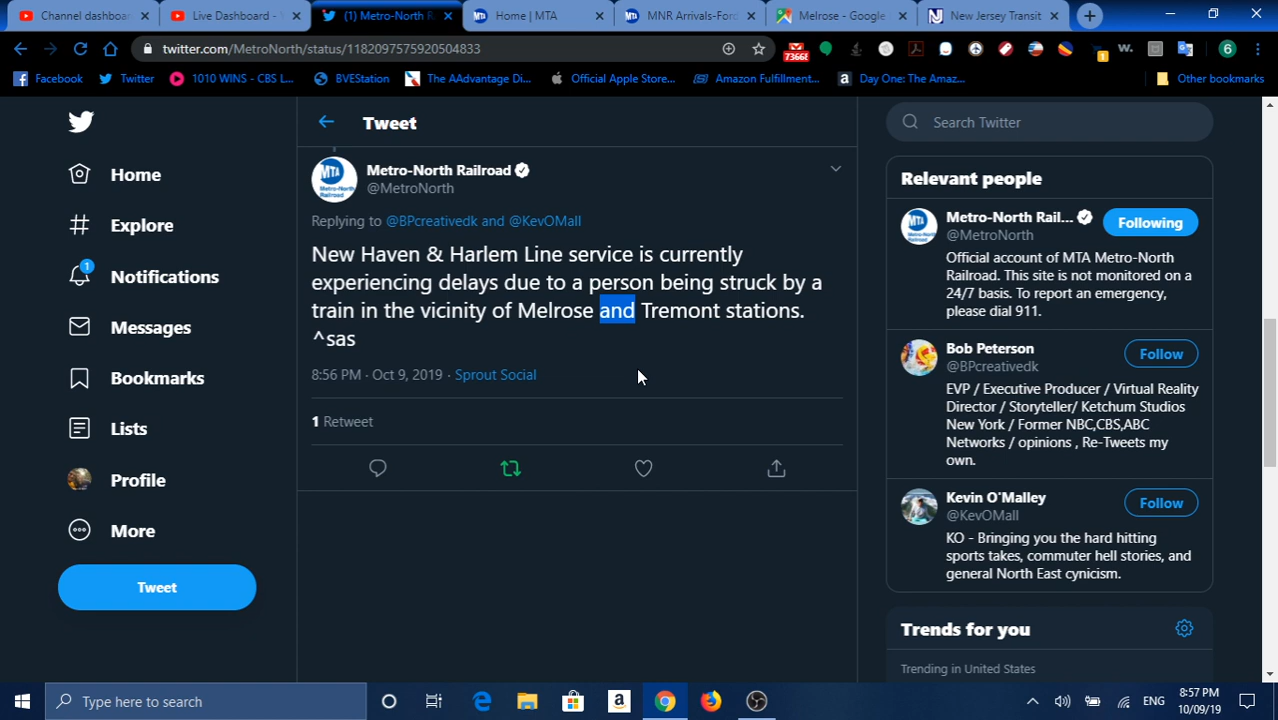 Channel dashboar
Live Dashboard - Y
(1) Metro-North R
Home | MTA
MNR Arrivals-Ford
Melrose - Google
New Jersey Transit
twitter.com/MetroNorth/status/1182097575920504833
7366
6
Facebook
Twitter
1010 WINS - CBS L...
BVEStation
The AAdvantage Di...
Official Apple Store...
Amazon Fulfillment...
Day One: The Amaz...
Other bookmarks
Home
Explore
1
Notifications
Messages
Bookmarks
Lists
Profile
More
Tweet
Tweet
MTA
Metro-North Railroad
@MetroNorth
Replying to @BPcreativedk and @KevOMall
New Haven & Harlem Line service is currently
experiencing delays due to a person being struck by a
train in the vicinity of Melrose and Tremont stations.
^sas
8:56 PM · Oct 9, 2019 · Sprout Social
1 Retweet
Search Twitter
Relevant people
Metro-North Rail...
Following
@MetroNorth
Official account of MTA Metro-North
Railroad. This site is not monitored on a
24/7 basis. To report an emergency,
please dial 911.
Bob Peterson
Follow
@BPcreativedk
EVP / Executive Producer / Virtual Reality
Director / Storyteller/ Ketchum Studios
New York / Former NBC,CBS,ABC
Networks / opinions , Re-Tweets my
own.
Kevin O'Malley
Follow
@KevOMall
KO - Bringing you the hard hitting
sports takes, commuter hell stories, and
general North East cynicism.
Trends for you
Trending in United States
Type here to search
ENG
8:57 PM
10/09/19